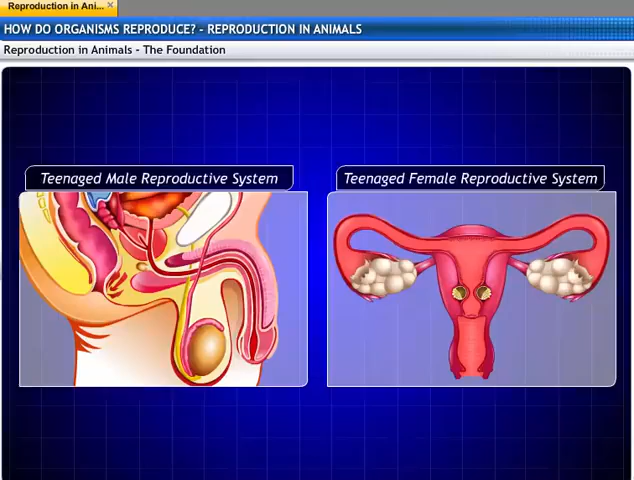 Reproduction in Ani...
HOW DO ORGANISMS REPRODUCE? - REPRODUCTION IN ANIMALS
Reproduction in Animals - The Foundation
Teenaged Male Reproductive System
Teenaged Female Reproductive System